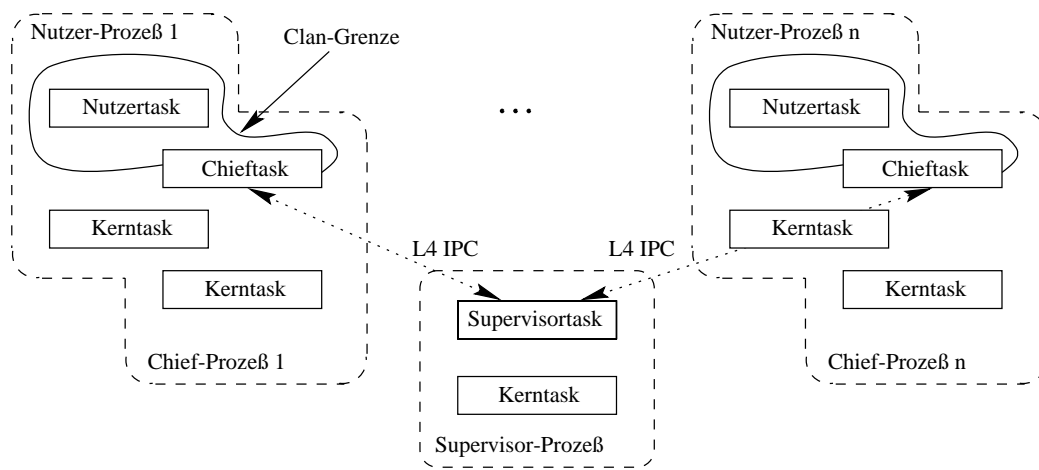 Nutzer-Prozeß 1
Clan-Grenze
Nutzertask
Chieftask
Kerntask
Kerntask
Chief-Prozeß 1
...
L4 IPC
L4 IPC
Supervisortask
Kerntask
Supervisor-Prozeß
Nutzer-Prozeß n
Nutzertask
Chieftask
Kerntask
Kerntask
Chief-Prozeß n